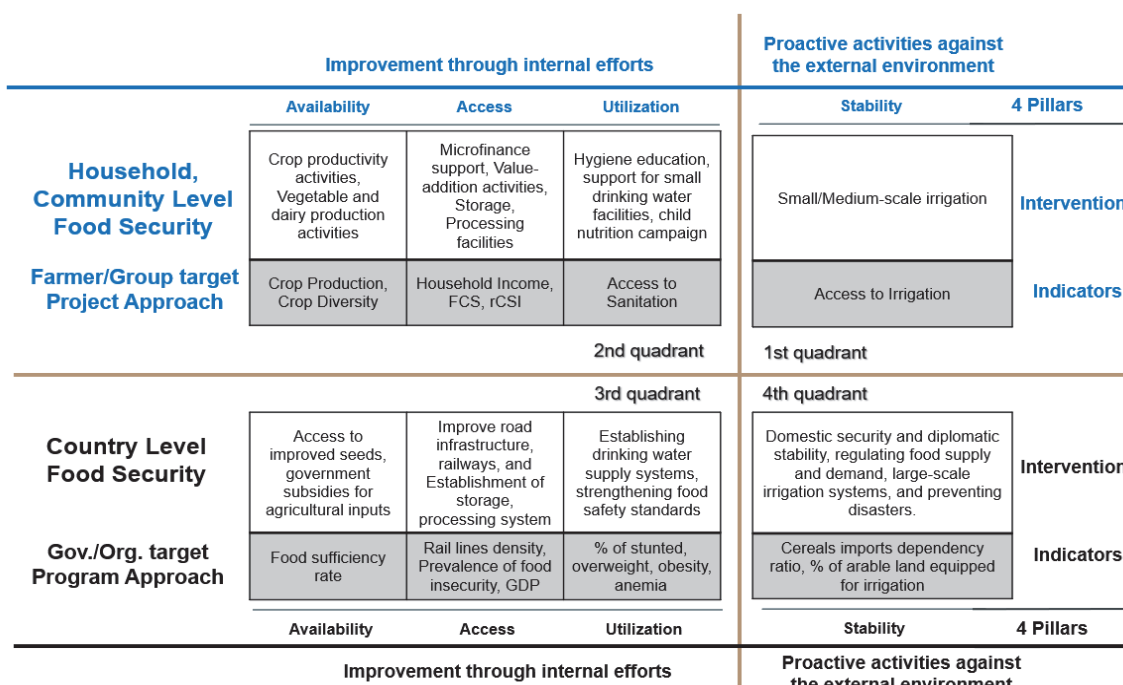 Improvement through internal efforts
Proactive activities against
the external environment
Availability
Access
Utilization
Stability
4 Pillars
Household,
Community Level
Food Security
Crop productivity
activities,
Vegetable and
dairy production
activities
Microfinance
support, Value-
addition activities,
Storage,
Processing
facilities
Hygiene education,
support for small
drinking water
facilities, child
nutrition campaign
Small/Medium-scale irrigation
Intervention
Farmer/Group target
Project Approach
Crop Production,
Crop Diversity
Household Income,
FCS, rCSI
Access to
Sanitation
Access to Irrigation
Indicators
2nd quadrant
1st quadrant
3rd quadrant
4th quadrant
Country Level
Food Security
Access to
improved seeds,
government
subsidies for
agricultural inputs
Improve road
infrastructure,
railways, and
Establishment of
storage,
processing system
Establishing
drinking water
supply systems,
strengthening food
safety standards
Domestic security and diplomatic
stability, regulating food supply
and demand, large-scale
irrigation systems, and preventing
disasters.
Intervention
Gov./Org. target
Program Approach
Food sufficiency
rate
Rail lines density,
Prevalence of food
insecurity, GDP
% of stunted,
overweight, obesity,
anemia
Cereals imports dependency
ratio, % of arable land equipped
for irrigation
Indicators
Availability
Access
Utilization
Stability
4 Pillars
Improvement through internal efforts
Proactive activities against
the external environment